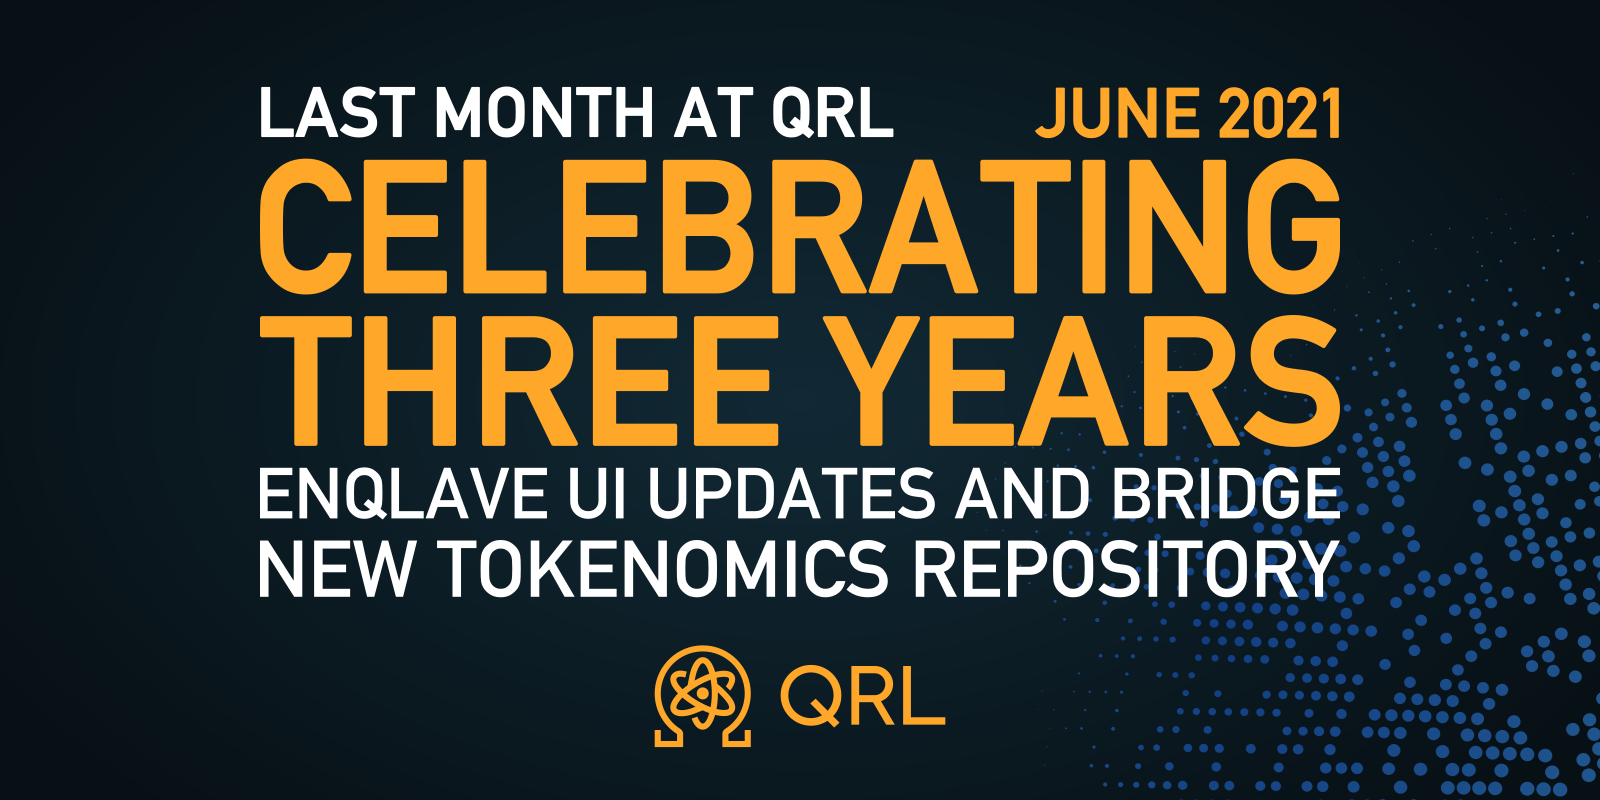 LAST MONTH AT QRL JUNE 2021
CELEBRATING
THREE YEARS
ENQLAVE UI UPDATES AND BRIDGE
NEW TOKENOMICS REPOSITORY
QRL